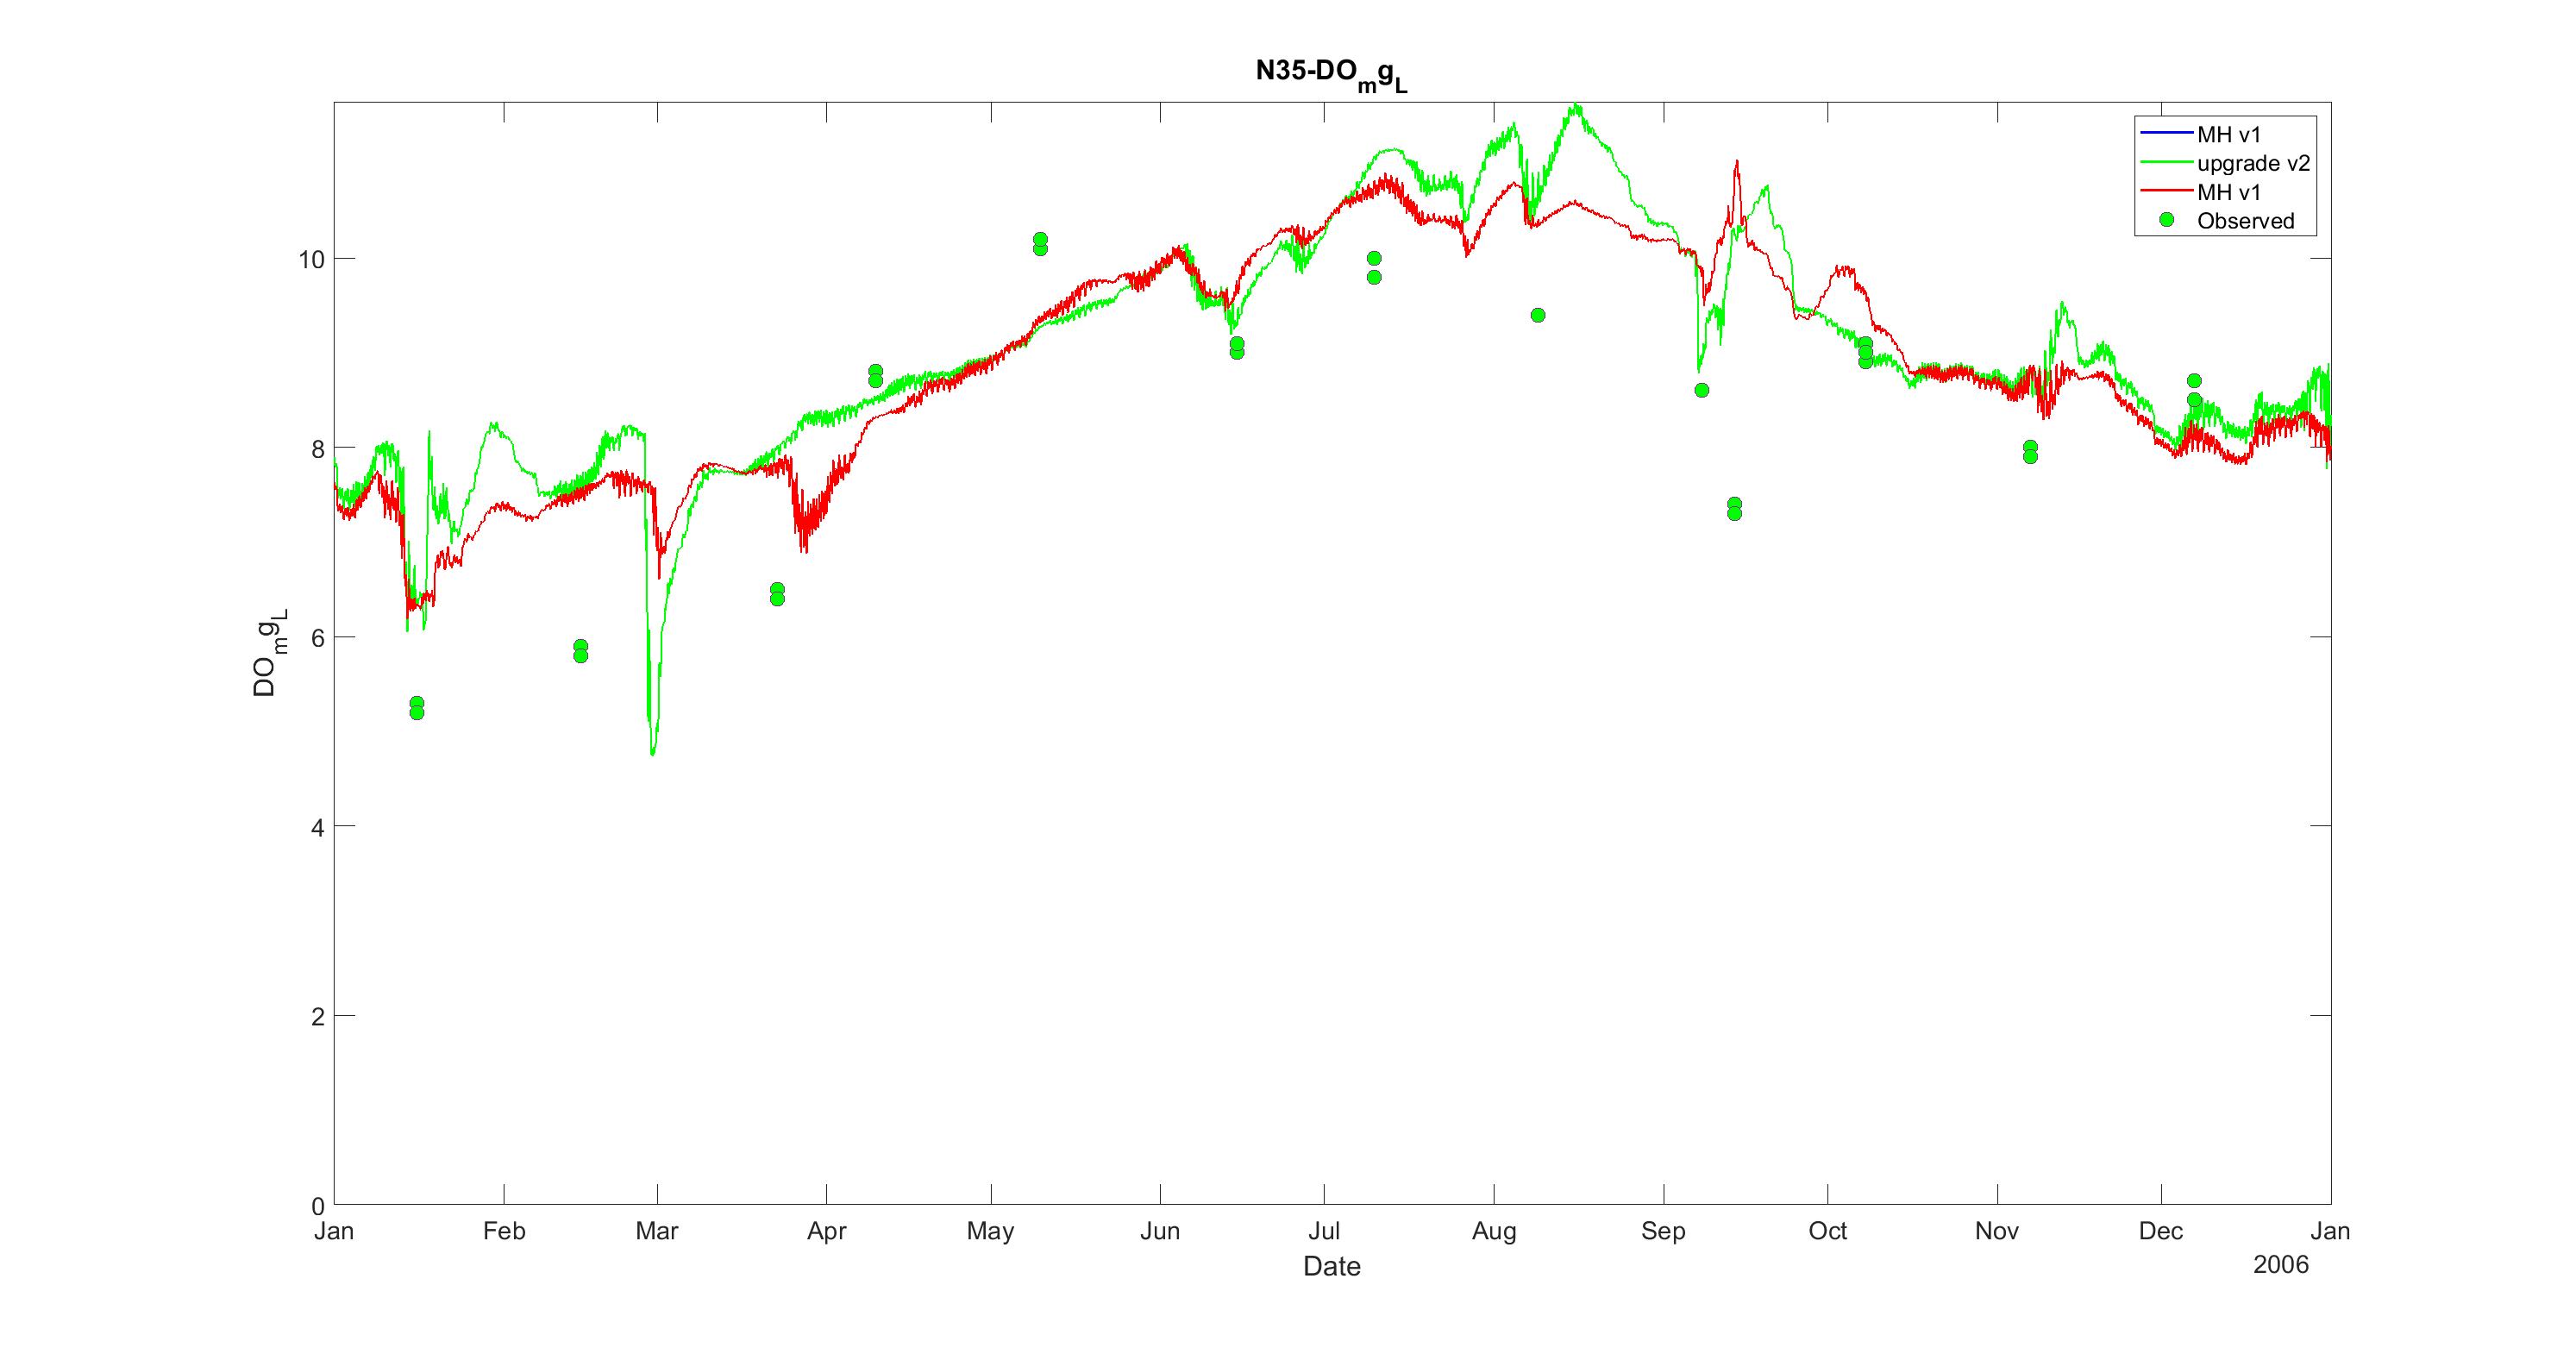 N35-DOmgL
MH v1
upgrade v2
MH v1
Observed
10
8
6
4
2
0
DOmgL
Jan Feb Mar Apr May Jun Jul Aug Sep Oct Nov Dec Jan
Date
2006